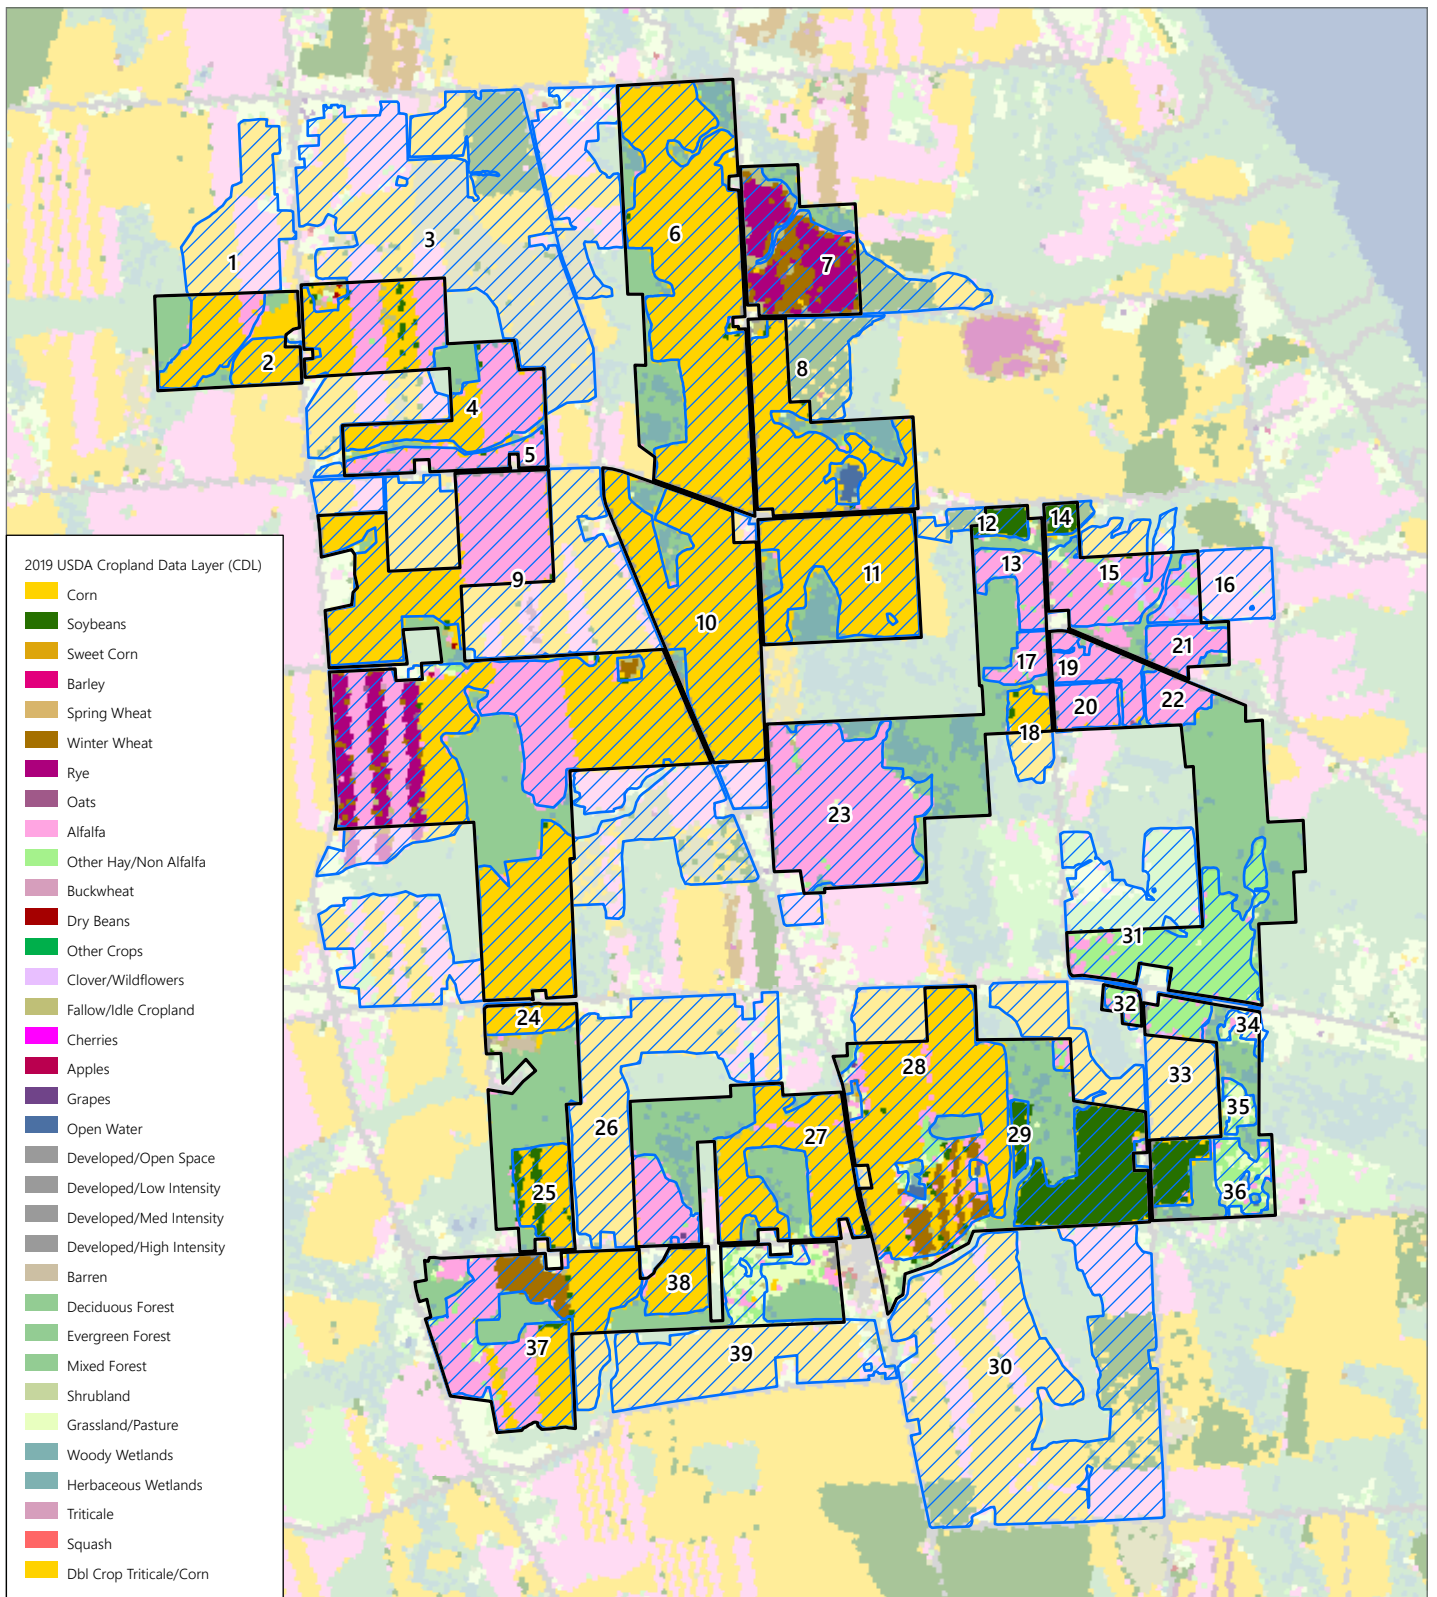 1
2
3
4
5
6
7
8
9
10
11
12
13
14
15
16
17
18
19
20
21
22
23
24
25
26
27
28
29
30
31
32
33
34
35
36
37
38
39
2019 USDA Cropland Data Layer (CDL)
Corn
Soybeans
Sweet Corn
Barley
Spring Wheat
Winter Wheat
Rye
Oats
Alfalfa
Other Hay/Non Alfalfa
Buckwheat
Dry Beans
Other Crops
Clover/Wildflowers
Fallow/Idle Cropland
Cherries
Apples
Grapes
Open Water
Developed/Open Space
Developed/Low Intensity
Developed/Med Intensity
Developed/High Intensity
Barren
Deciduous Forest
Evergreen Forest
Mixed Forest
Shrubland
Grassland/Pasture
Woody Wetlands
Herbaceous Wetlands
Triticale
Squash
Dbl Crop Triticale/Corn